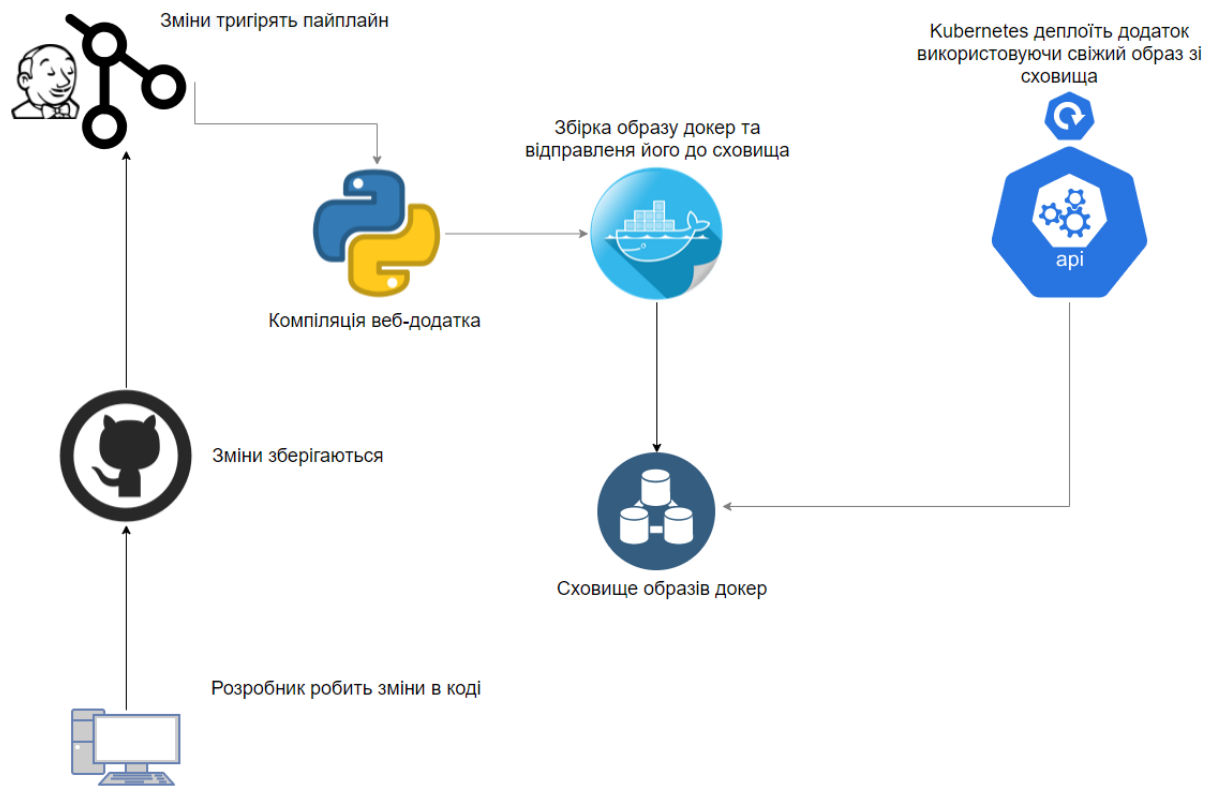 Зміни тригірять пайплайн
Kubernetes деплоїть додаток
використовуючи свіжий образ зі
сховища
Збірка образу докер та
відправленя його до сховища
api
Компіляція веб-додатка
Зміни зберігаються
Сховище образів докер
Розробник робить зміни в коді